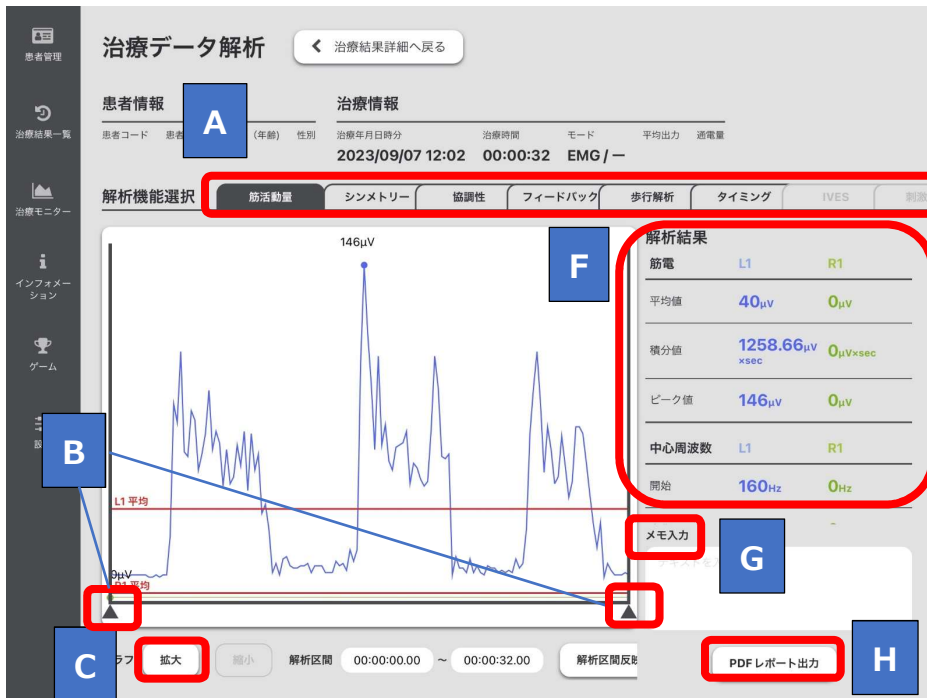 患者管理
治療データ解析
治療結果詳細へ戻る
患者情報
治療情報
A
治療結果一覧
患者コード
(年齢) 性別
治療年月日時分 治療時間 モード 平均出力 通電量
2023/09/07 12:02 00:00:32 EMG / ー
治療モニター
解析機能選択
筋活動量 シンメトリー 協調性 フィードバック 歩行解析 タイミング IVES 刺激
146μV
F
解析結果
筋電 L1 R1
インフォメーション
平均値 40μV 0μV
積分値 1258.66μV×sec 0μV×sec
ゲーム
ピーク値 146μV 0μV
B
中心周波数 L1 R1
開始 160Hz 0Hz
L1 平均
メモ入力
G
0μV
R1 平均
C
拡大 縮小 解析区間 00:00:00.00 ~ 00:00:32.00 解析区間反映
PDFレポート出力
H